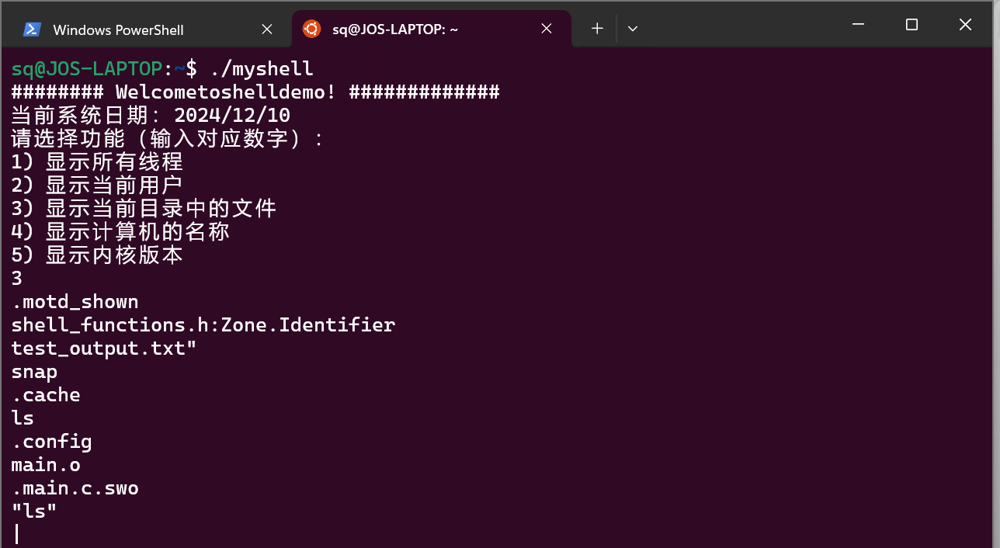 Windows PowerShell
sq@JOS-LAPTOP: ~
sq@JOS-LAPTOP:~$ ./myshell
######## Welcometoshelldemo! #############
当前系统日期：2024/12/10
请选择功能（输入对应数字）：
1）显示所有线程
2）显示当前用户
3）显示当前目录中的文件
4）显示计算机的名称
5）显示内核版本
3
.motd_shown
shell_functions.h:Zone.Identifier
test_output.txt"
snap
.cache
ls
.config
main.o
.main.c.swo
"ls"